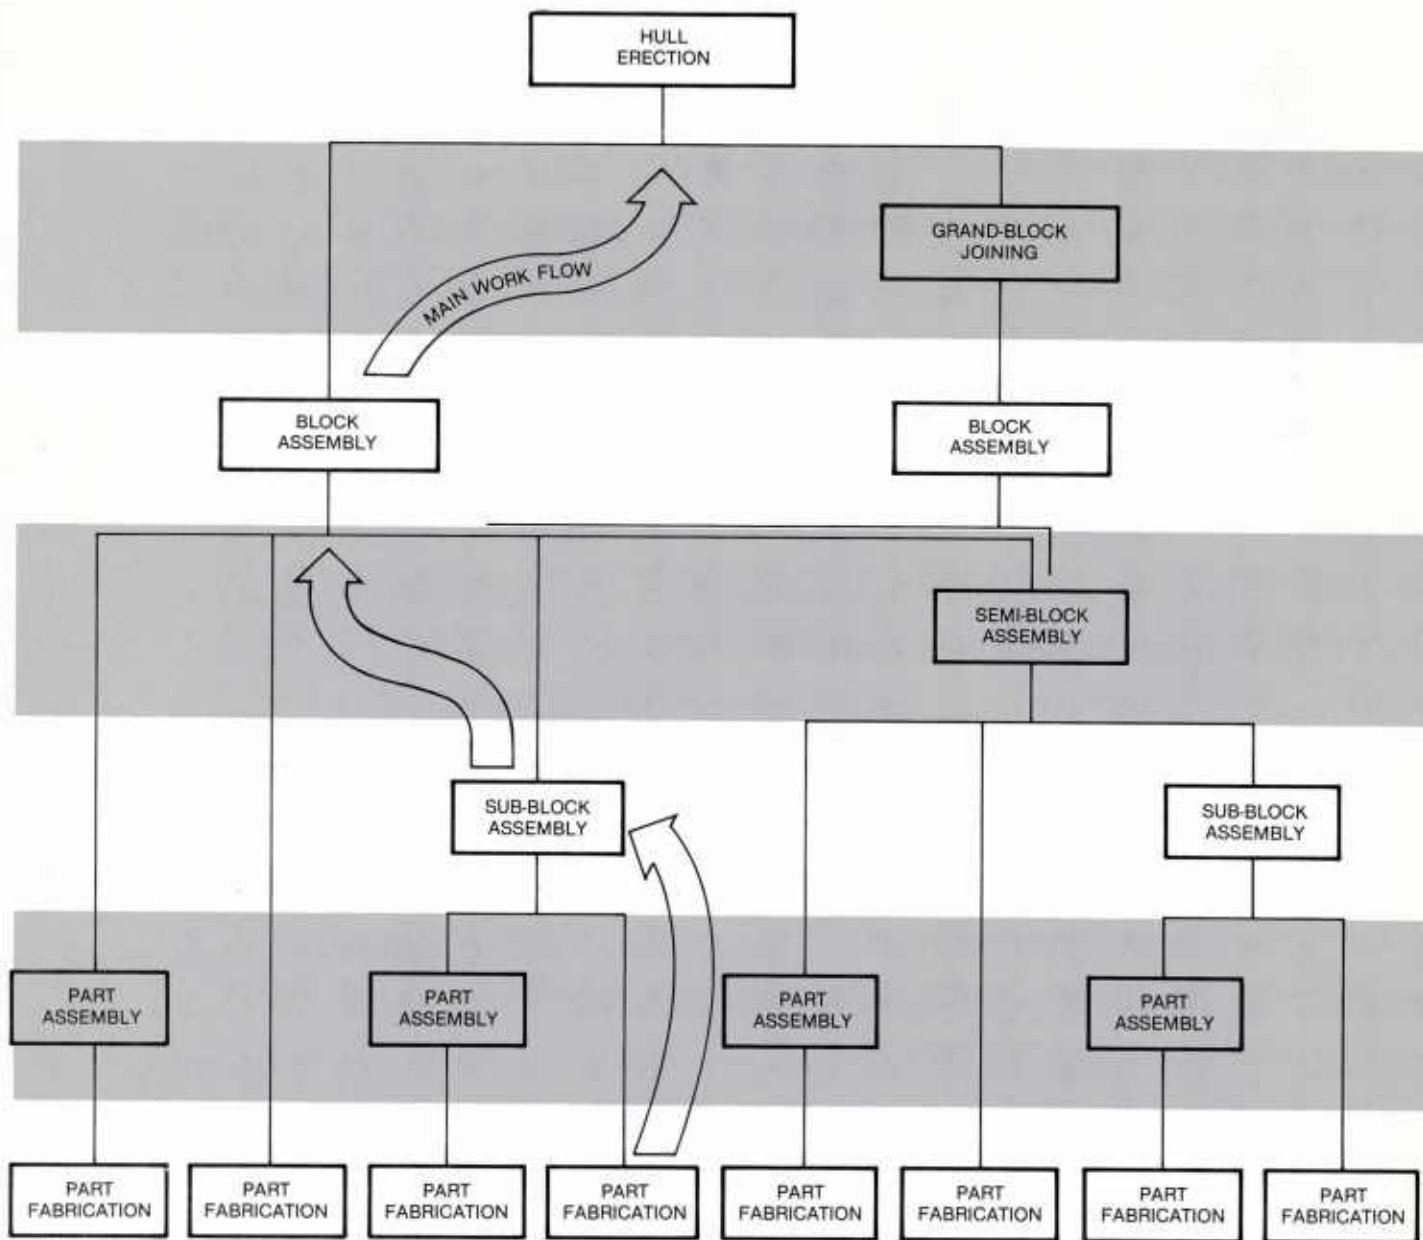 HULL
ERECTION
GRAND-BLOCK
JOINING
MAIN WORK FLOW
BLOCK
ASSEMBLY
BLOCK
ASSEMBLY
SEMI-BLOCK
ASSEMBLY
SUB-BLOCK
ASSEMBLY
SUB-BLOCK
ASSEMBLY
PART
ASSEMBLY
PART
ASSEMBLY
PART
ASSEMBLY
PART
ASSEMBLY
PART
FABRICATION
PART
FABRICATION
PART
FABRICATION
PART
FABRICATION
PART
FABRICATION
PART
FABRICATION
PART
FABRICATION
PART
FABRICATION